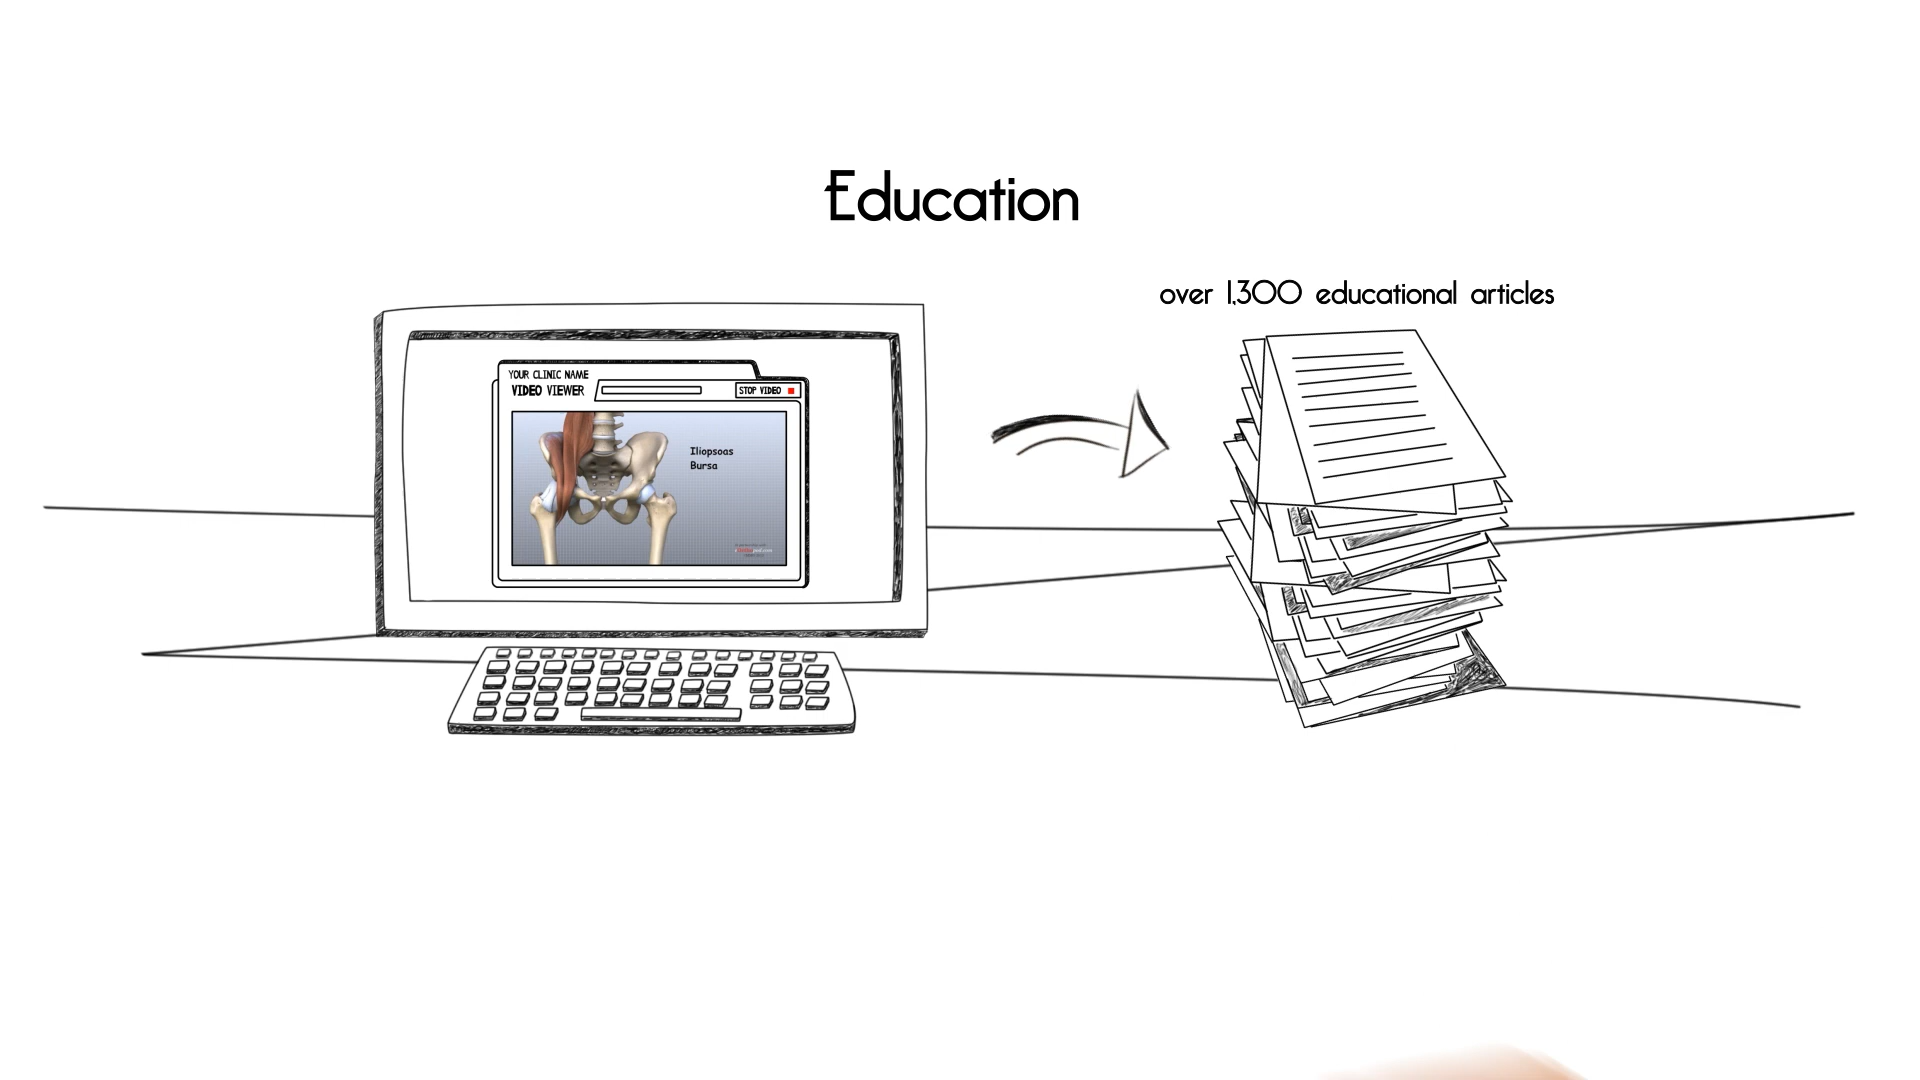 Education
over 1,300 educational articles
YOUR CLINIC NAME
VIDEO VIEWER
STOP VIDEO
Iliopsoas
Bursa